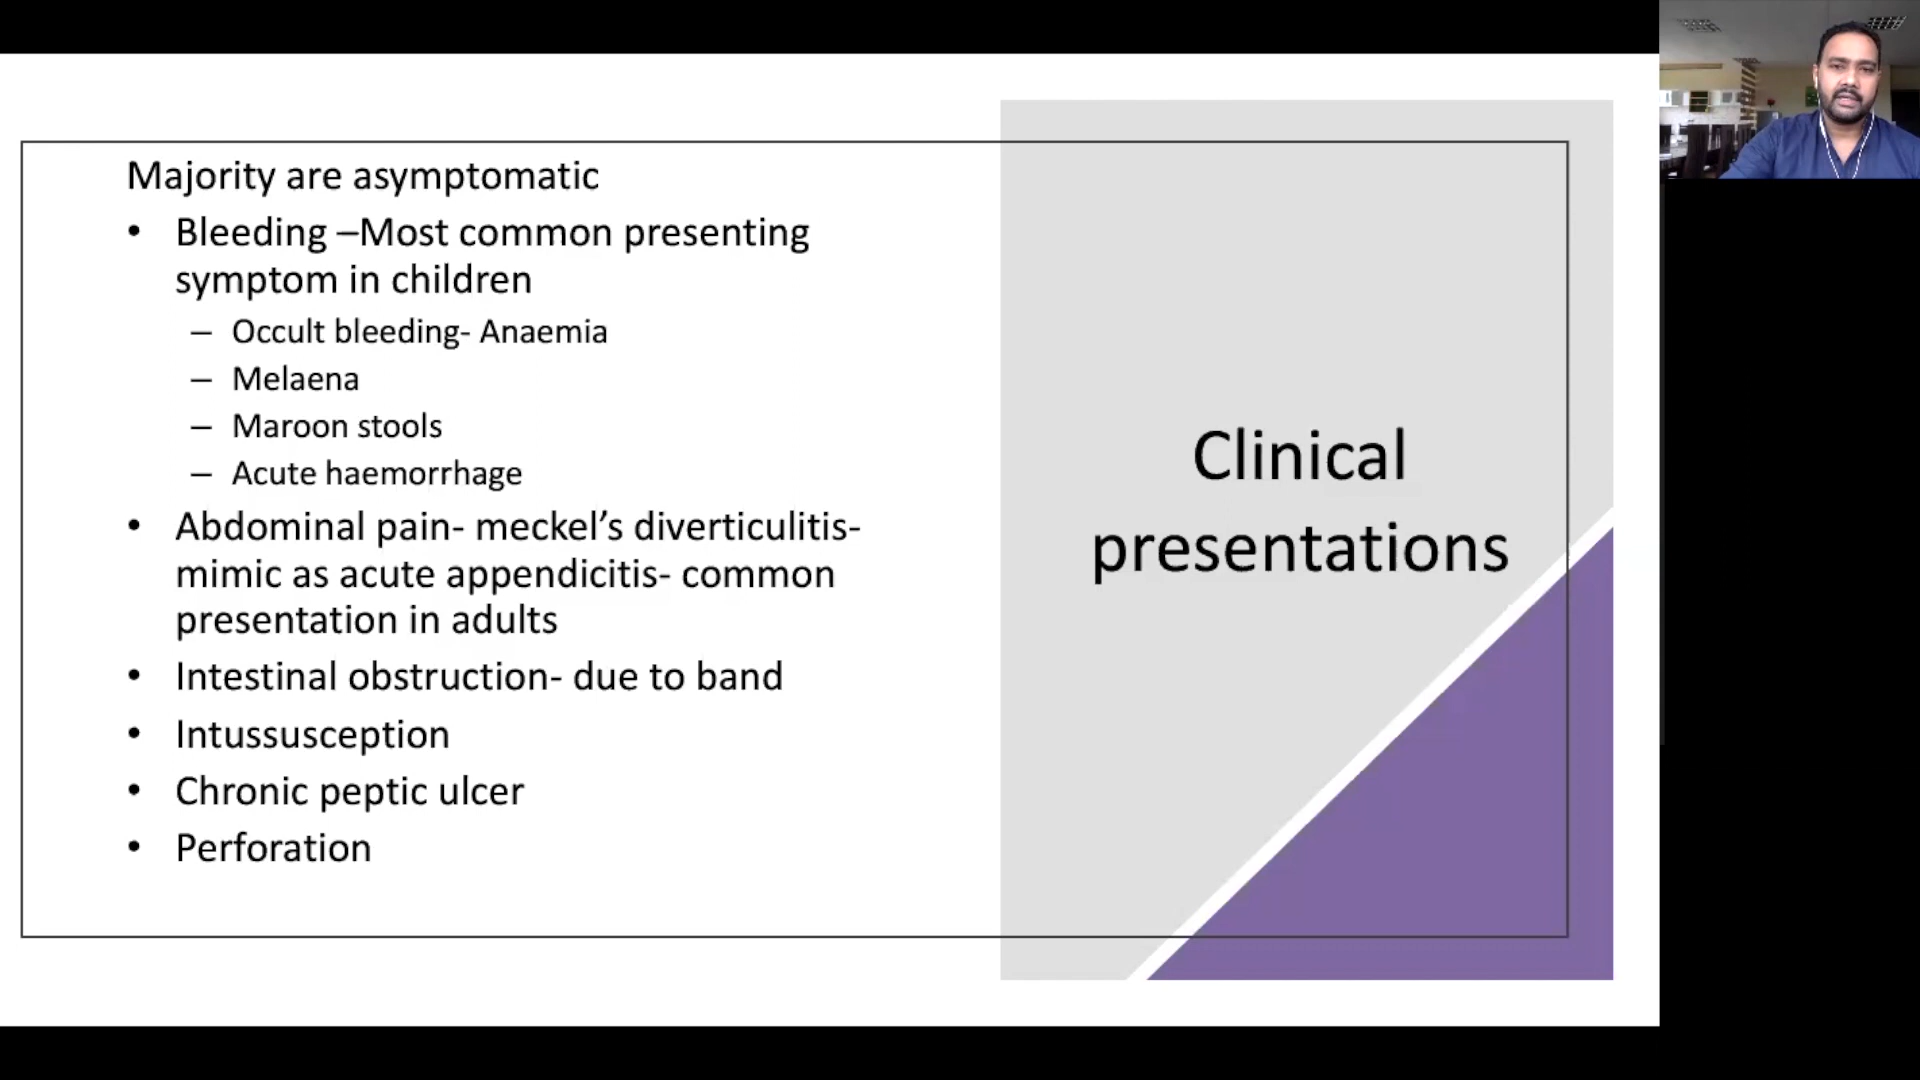 Majority are asymptomatic
• Bleeding –Most common presenting
symptom in children
– Occult bleeding- Anaemia
– Melaena
– Maroon stools
– Acute haemorrhage
• Abdominal pain- meckel’s diverticulitis-
mimic as acute appendicitis- common
presentation in adults
• Intestinal obstruction- due to band
• Intussusception
• Chronic peptic ulcer
• Perforation
Clinical
presentations